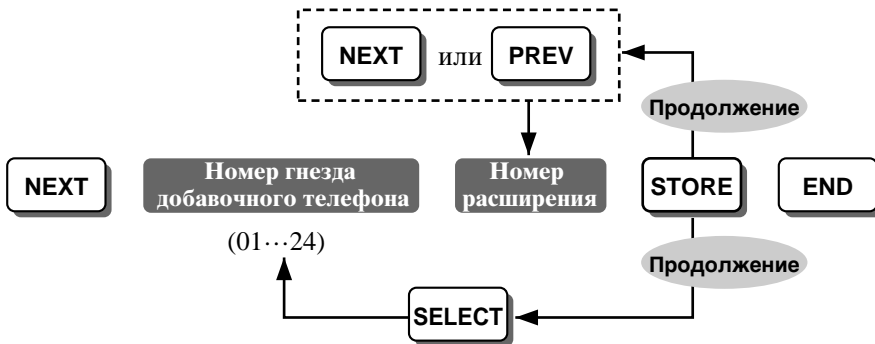 NEXT или PREV
Продолжение
NEXT
Номер гнезда
добавочного телефона
Номер
расширения
STORE
END
(01···24)
Продолжение
SELECT